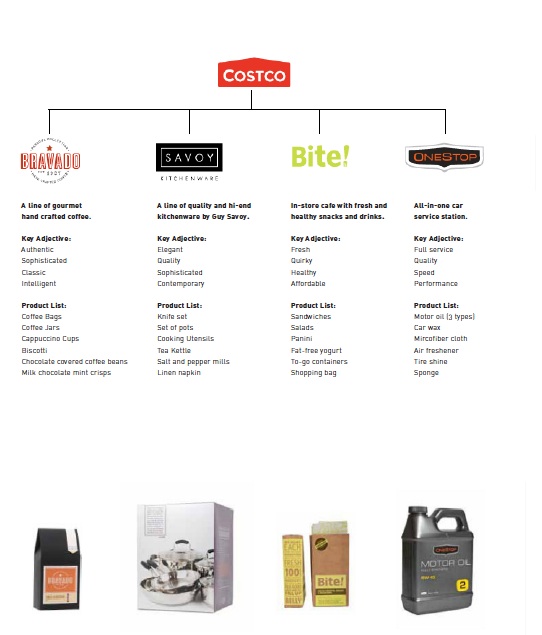 COSTCO
BRAVADO
SAVOY
KITCHENWARE
Bite!
ONESTOP
A line of gourmet
hand crafted coffee.
Key Adjective:
Authentic
Sophisticated
Classic
Intelligent
Product List:
Coffee Bags
Coffee Jars
Cappuccino Cups
Biscotti
Chocolate covered coffee beans
Milk chocolate mint crisps
A line of quality and hi-end
kitchenware by Guy Savoy.
Key Adjective:
Elegant
Quality
Sophisticated
Contemporary
Product List:
Knife set
Set of pots
Cooking Utensils
Tea Kettle
Salt and pepper mills
Linen napkin
In-store cafe with fresh and
healthy snacks and drinks.
Key Adjective:
Fresh
Quirky
Healthy
Affordable
Product List:
Sandwiches
Salads
Panini
Fat-free yogurt
To-go containers
Shopping bag
All-in-one car
service station.
Key Adjective:
Full service
Quality
Speed
Performance
Product List:
Motor oil (3 types)
Car wax
Mircofiber cloth
Air freshener
Tire shine
Sponge
BRAVADO
FRESH
100
Bite!
ONESTOP
MOTOR OIL
2